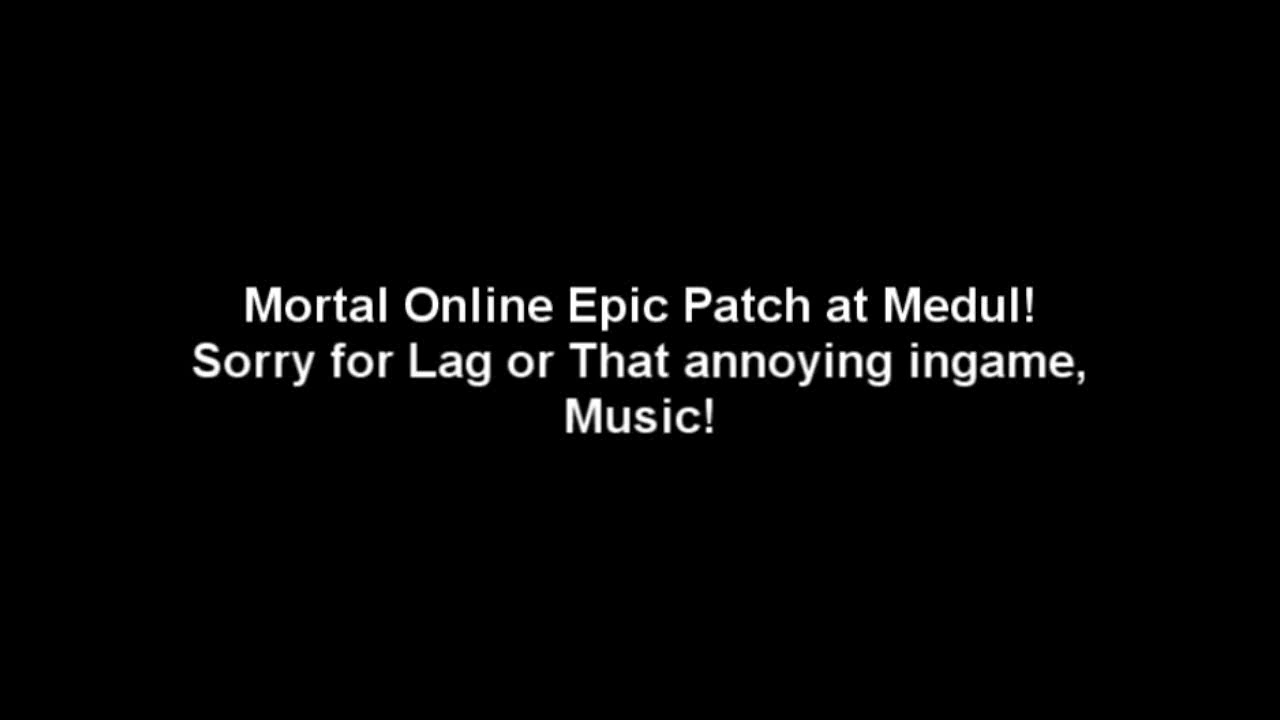 Mortal Online Epic Patch at Medul!
Sorry for Lag or That annoying ingame,
Music!